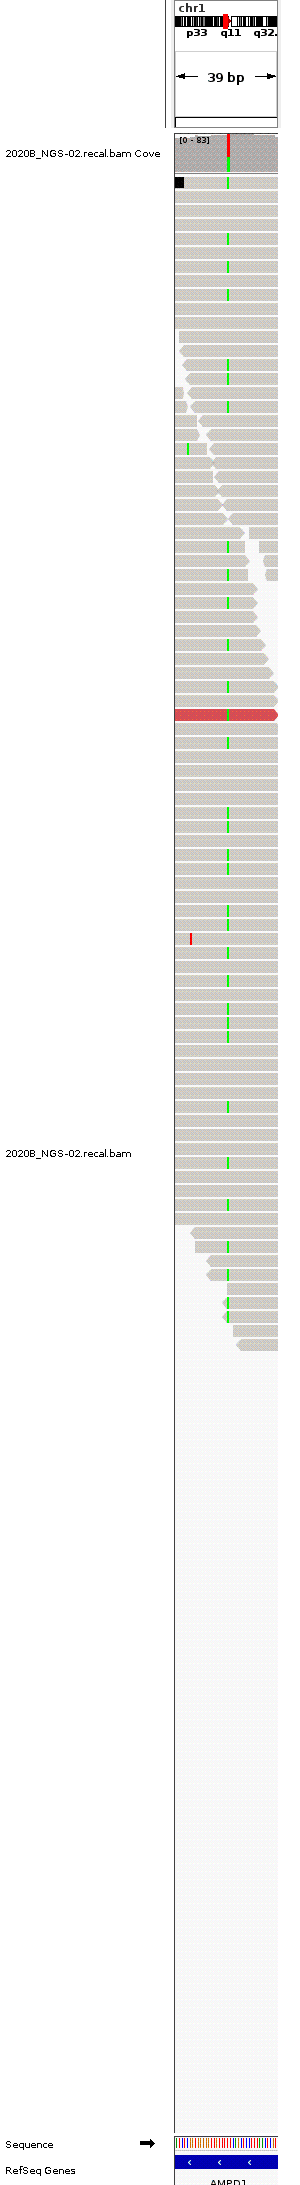 chr1
p33 q11 q32.
39 bp
[0 - 83]
2020B_NGS-02.recal.bam Cove
2020B_NGS-02.recal.bam
Sequence
RefSeq Genes
AMPD1